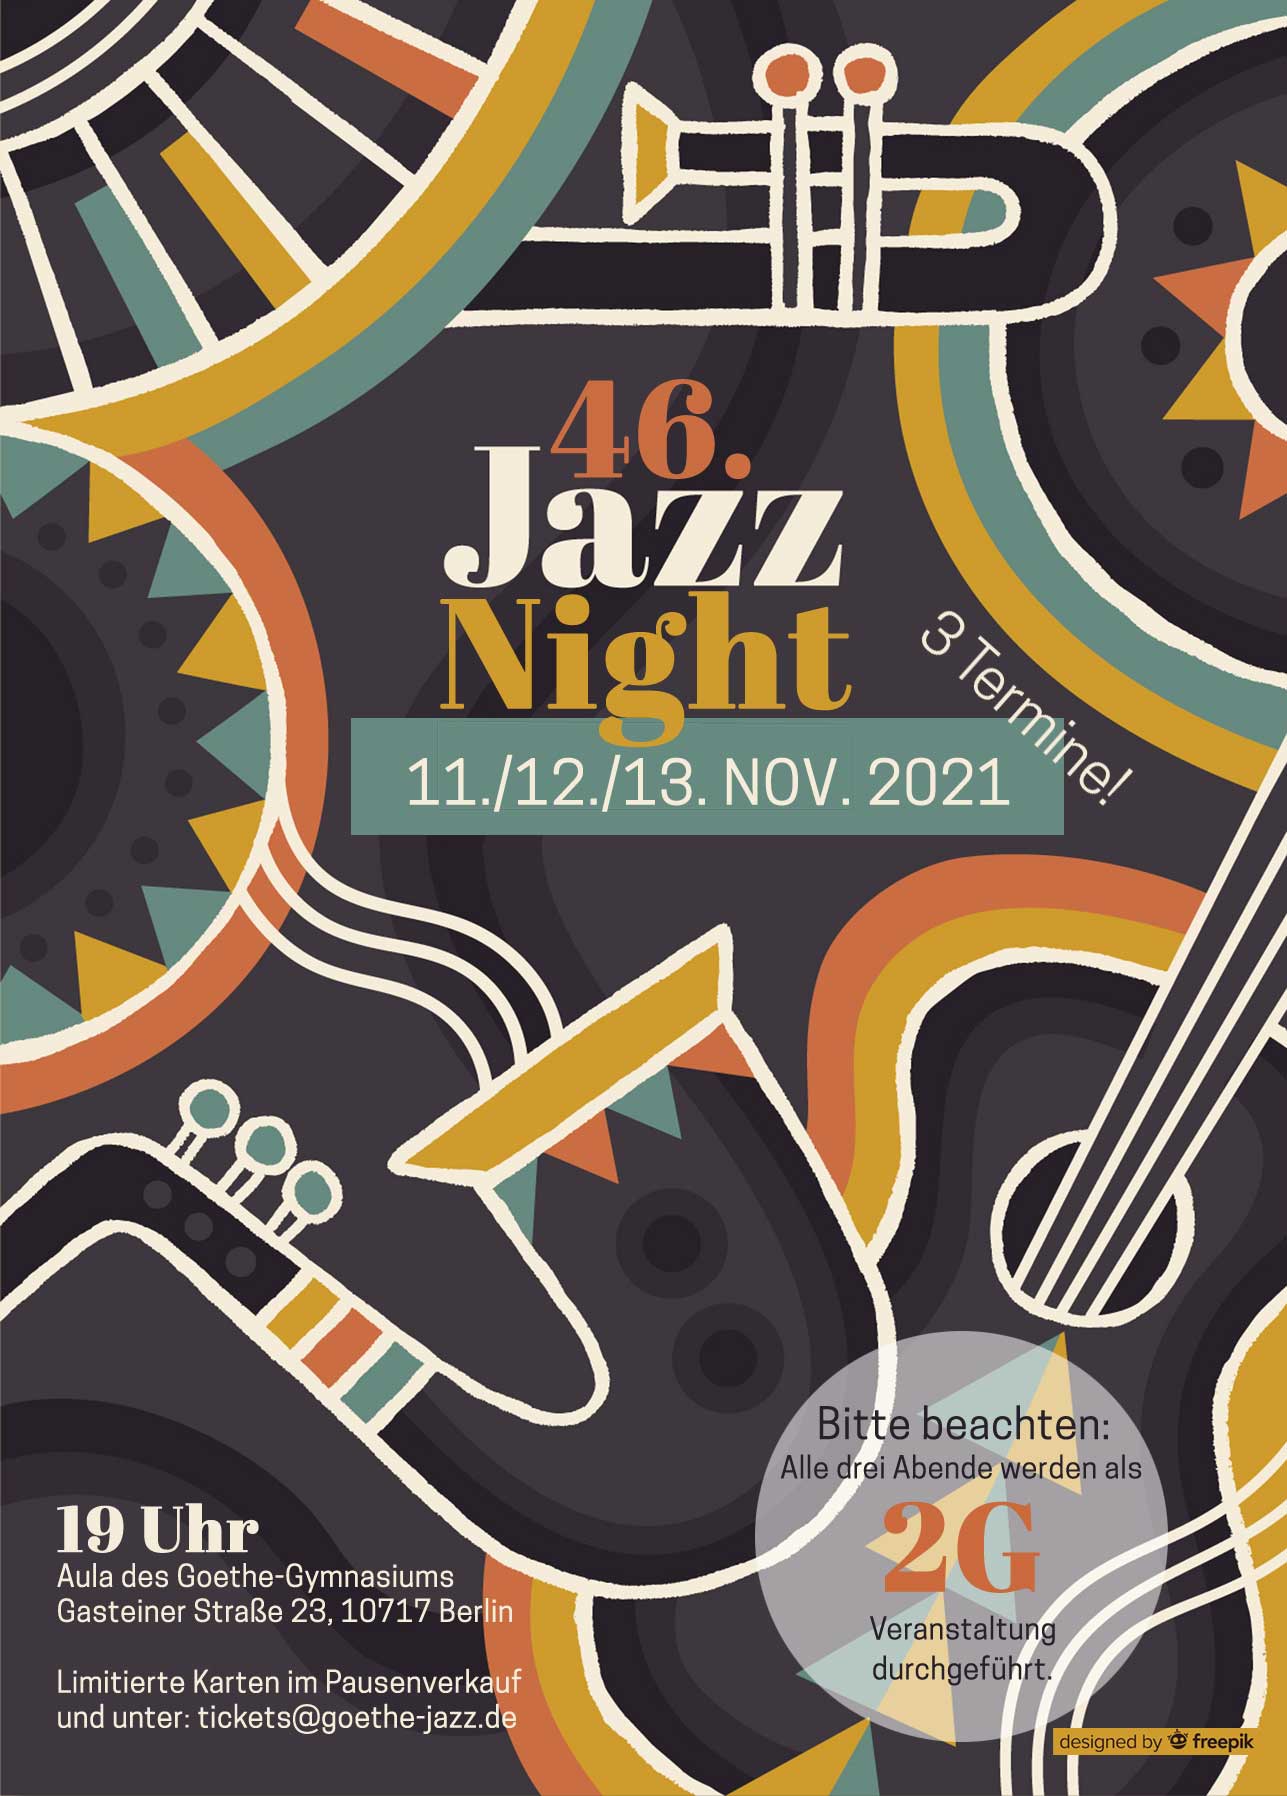 46.
Jazz
Night
3 Termine!
11./12./13. NOV. 2021
Bitte beachten:
Alle drei Abende werden als
2G
Veranstaltung
durchgeführt.
19 Uhr
Aula des Goethe-Gymnasiums
Gasteiner Straße 23, 10717 Berlin
Limitierte Karten im Pausenverkauf
und unter: tickets@goethe-jazz.de
designed by freepik